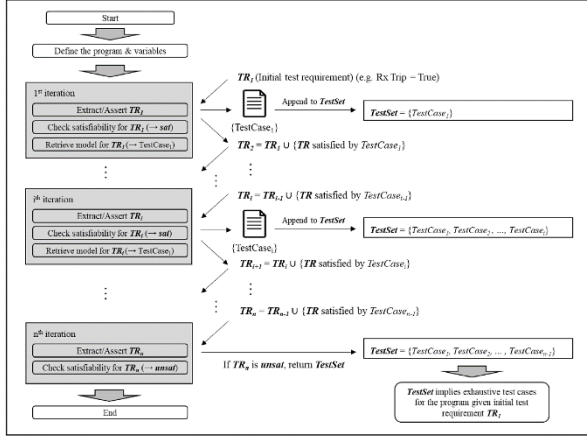 Start
Define the program & variables
TR1 (Initial test requirement) (e.g. Rx Trip – True)
1st iteration
Extract/Assert TR1
Check satisfiability for TR1 (→ sat)
Retrieve model for TR1 (→ TestCase1)
{TestCase1}
Append to TestSet
TestSet = {TestCase1}
TR2 = TR1 ∪ {TR satisfied by TestCase1}
TRi = TRi-1 ∪ {TR satisfied by TestCasei-1}
ith iteration
Extract/Assert TRi
Check satisfiability for TRi (→ sat)
Retrieve model for TRi (→ TestCasei)
{TestCasei}
Append to TestSet
TestSet = {TestCase1, TestCase2, ..., TestCasei}
TRi+1 = TRi ∪ {TR satisfied by TestCasei}
TRn = TRn-1 ∪ {TR satisfied by TestCasen-1}
nth iteration
Extract/Assert TRn
Check satisfiability for TRn (→ unsat)
If TRn is unsat, return TestSet
TestSet = {TestCase1, TestCase2, ... , TestCasen-1}
End
TestSet implies exhaustive test cases
for the program given initial test
requirement TR1